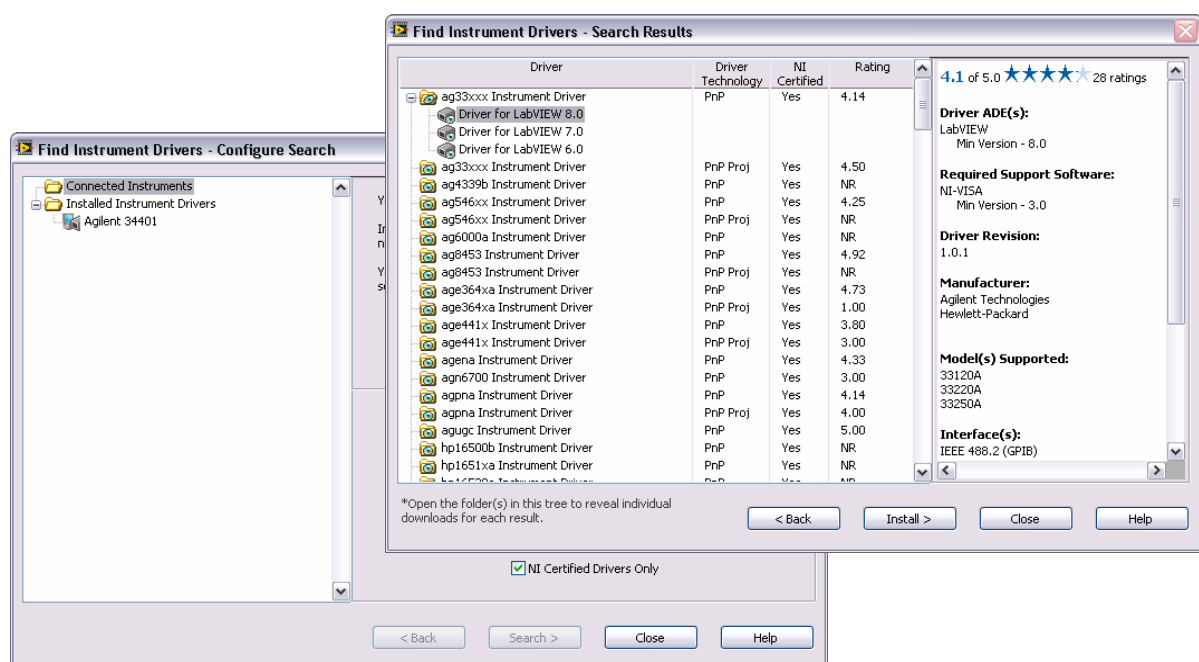 Find Instrument Drivers - Search Results
Driver Driver Technology NI Certified Rating
ag33xxx Instrument Driver PnP Yes 4.14
Driver for LabVIEW 8.0
Driver for LabVIEW 7.0
Driver for LabVIEW 6.0
ag33xxx Instrument Driver PnP Proj Yes 4.50
ag4339b Instrument Driver PnP Yes NR
ag546xx Instrument Driver PnP Yes 4.25
ag546xx Instrument Driver PnP Proj Yes NR
ag6000a Instrument Driver PnP Yes NR
ag8453 Instrument Driver PnP Yes 4.92
ag8453 Instrument Driver PnP Proj Yes NR
age364xa Instrument Driver PnP Yes 4.73
age364xa Instrument Driver PnP Proj Yes 1.00
age441x Instrument Driver PnP Yes 3.80
age441x Instrument Driver PnP Proj Yes 3.00
agena Instrument Driver PnP Yes 4.33
agn6700 Instrument Driver PnP Yes 3.00
agpna Instrument Driver PnP Yes 4.14
agpna Instrument Driver PnP Proj Yes 4.00
agugc Instrument Driver PnP Yes 5.00
hp16500b Instrument Driver PnP Yes NR
hp1651xa Instrument Driver PnP Yes NR
4.1 of 5.0 28 ratings
Driver ADE(s):
LabVIEW
Min Version - 8.0
Required Support Software:
NI-VISA
Min Version - 3.0
Driver Revision:
1.0.1
Manufacturer:
Agilent Technologies
Hewlett-Packard
Model(s) Supported:
33120A
33220A
33250A
Interface(s):
IEEE 488.2 (GPIB)
*Open the folder(s) in this tree to reveal individual
downloads for each result.
< Back Install > Close Help
Find Instrument Drivers - Configure Search
Connected Instruments
Installed Instrument Drivers
Agilent 34401
NI Certified Drivers Only
< Back Search > Close Help